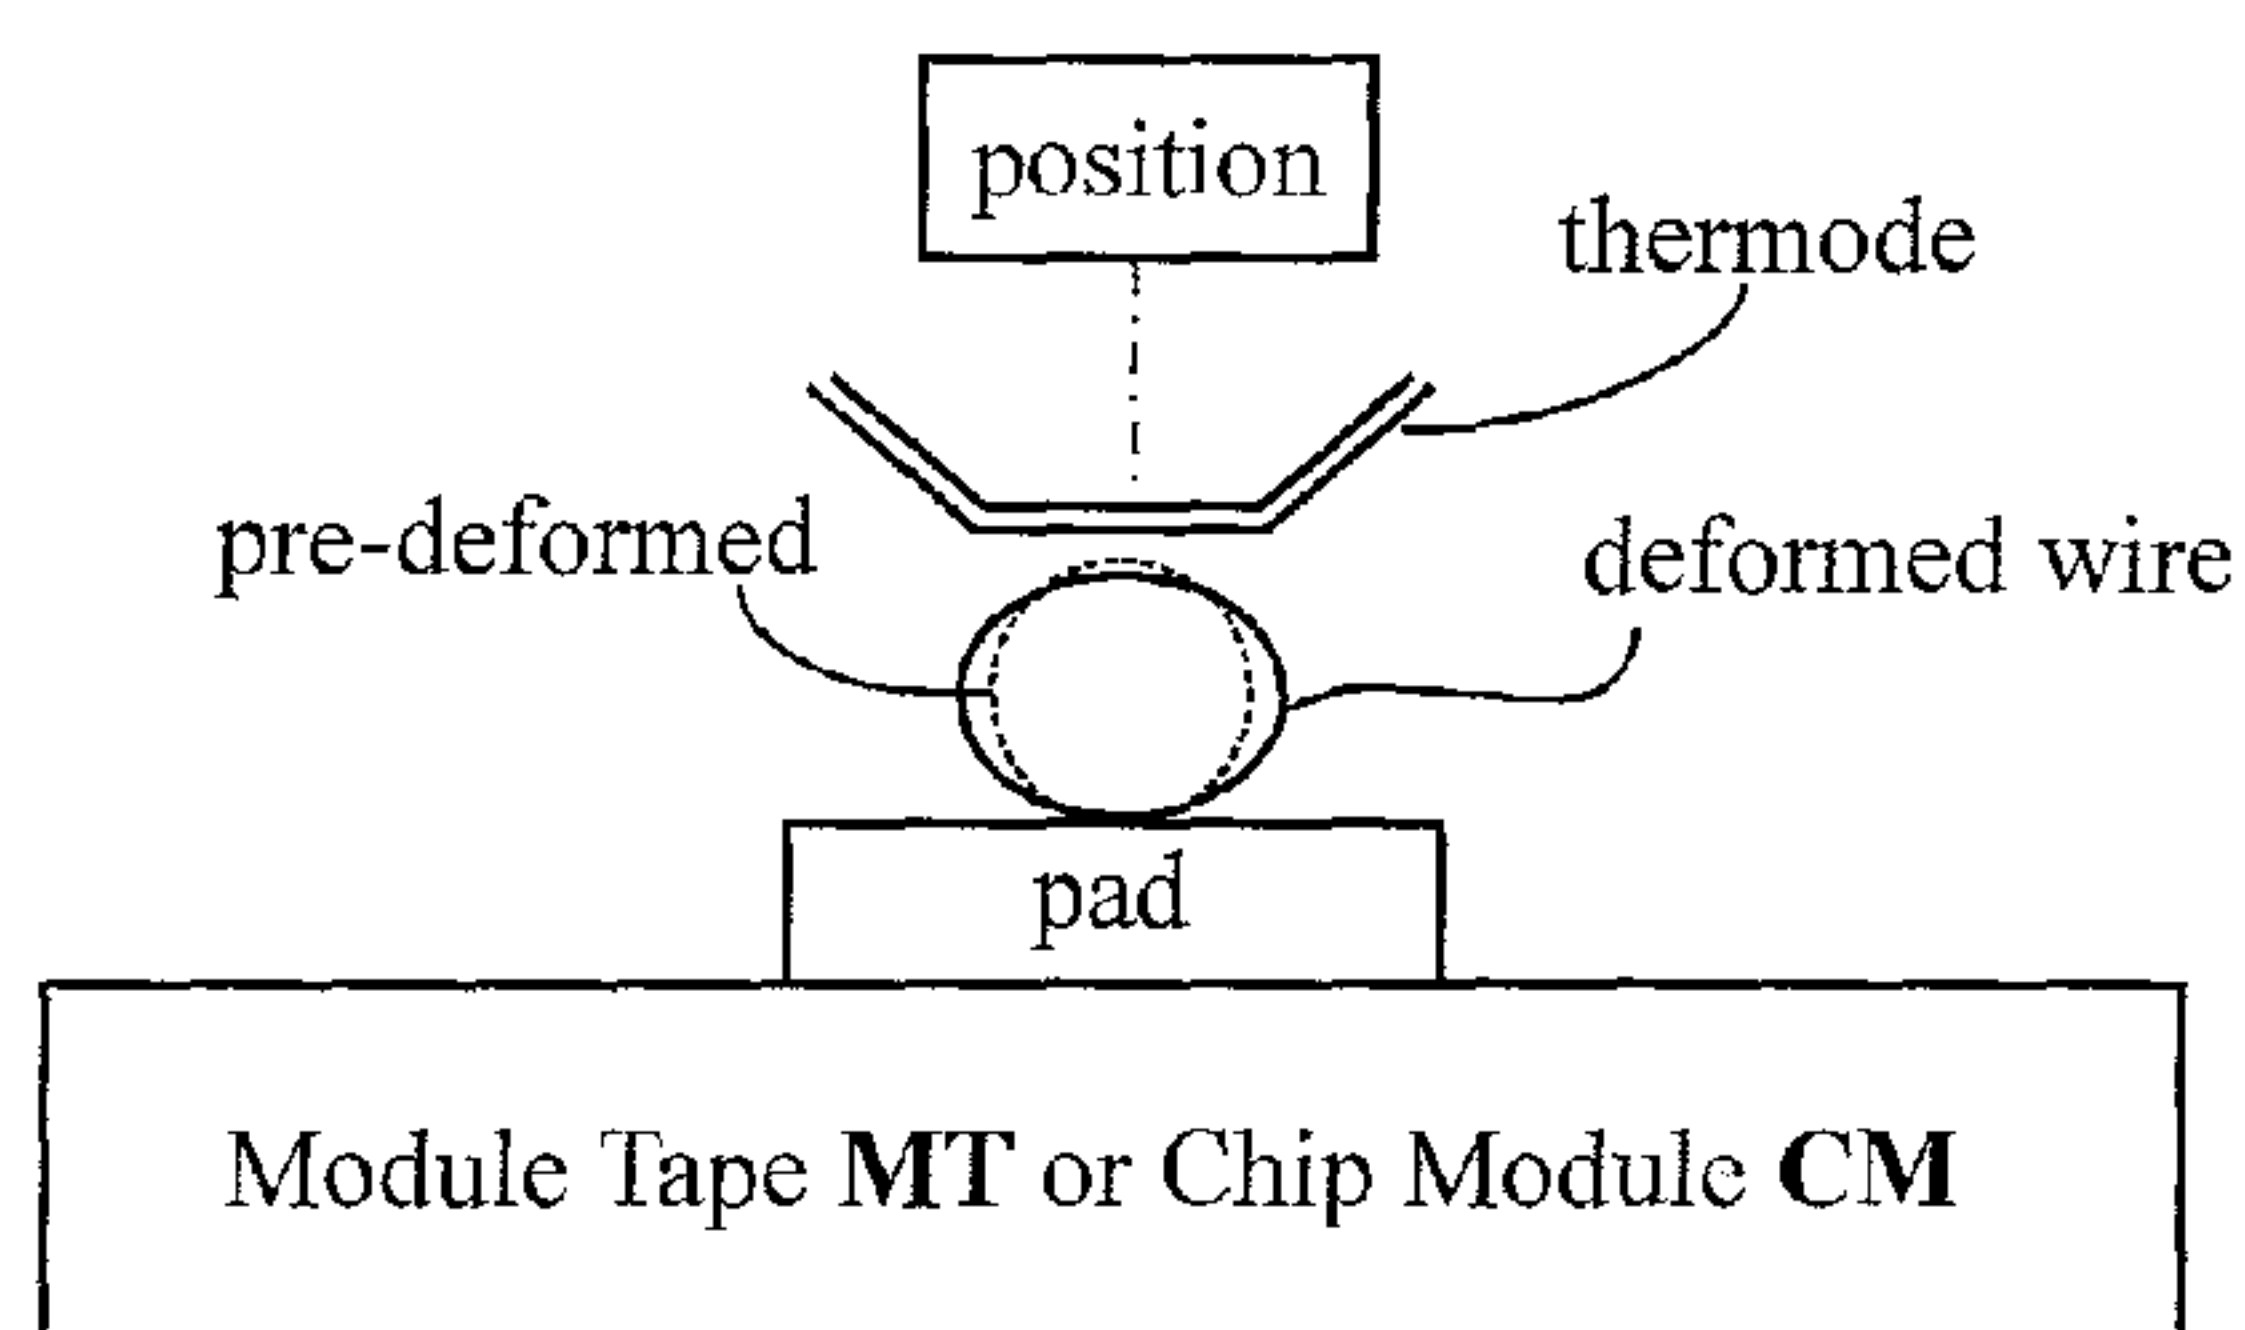 position
thermode
pre-deformed
deformed wire
pad
Module Tape MT or Chip Module CM